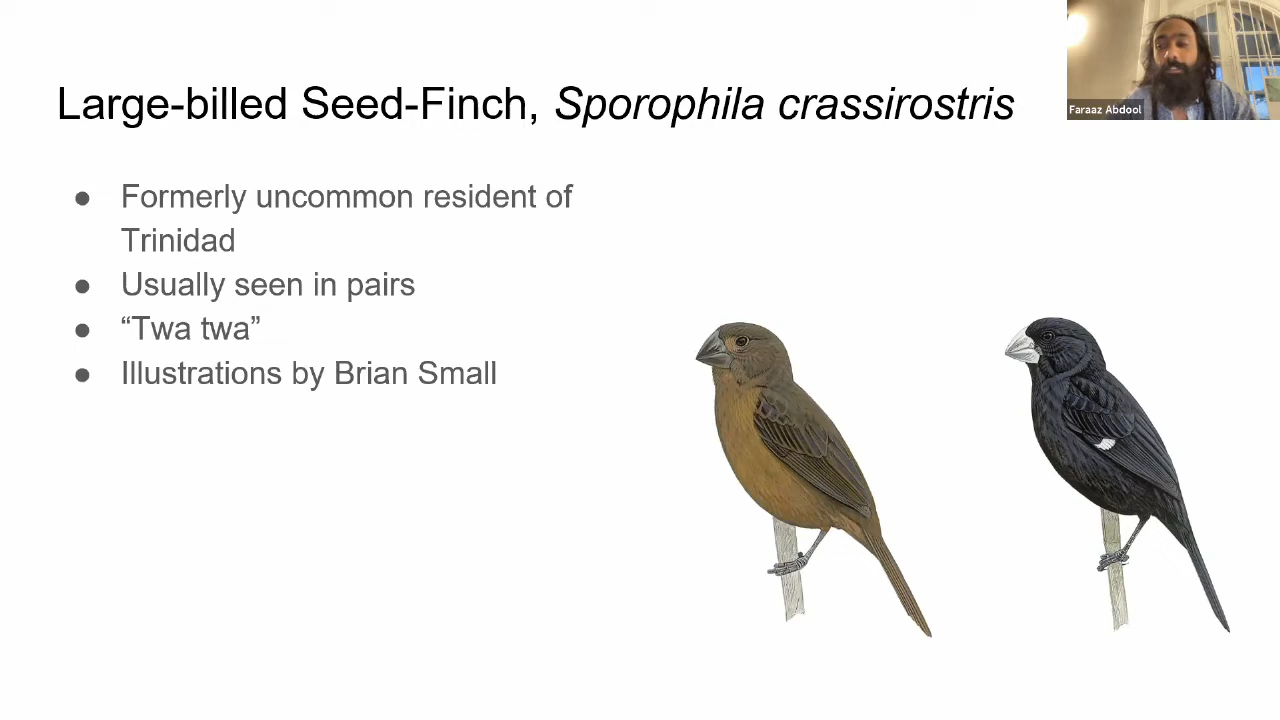 Large-billed Seed-Finch, Sporophila crassirostris
Faraaz Abdool
● Formerly uncommon resident of
Trinidad
● Usually seen in pairs
● “Twa twa”
● Illustrations by Brian Small